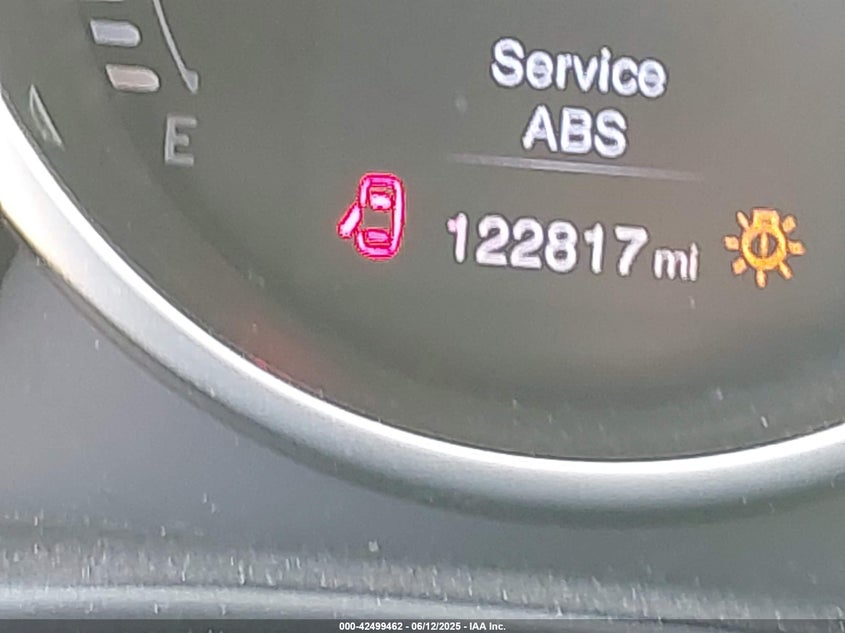 Service
ABS
E
122817 mi
000-42499462 - 06/12/2025 - IAA Inc.